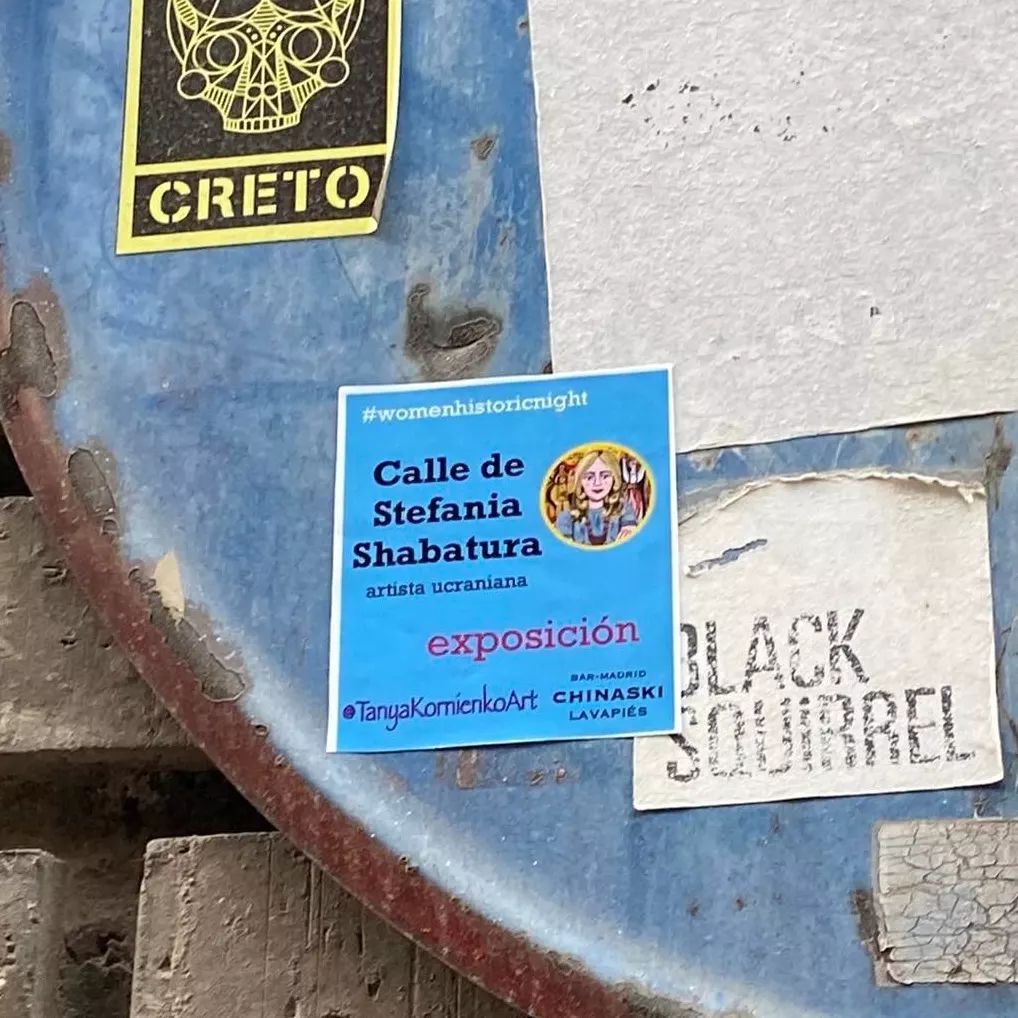 CRETO
#womenhistoricnight
Calle de
Stefania
Shabatura
artista ucraniana
exposición
@TanyaKornienkoArt
BAR-MADRID
CHINASKI
LAVAPIÉS
BLACK
SQUIRREL